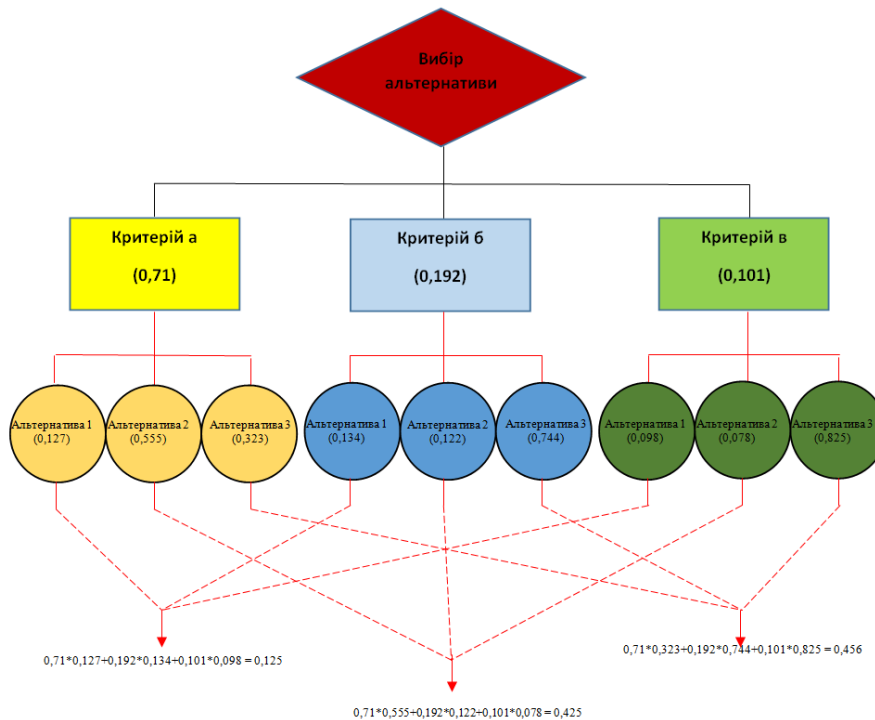 Вибір
альтернативи
Критерій а
(0,71)
Критерій б
(0,192)
Критерій в
(0,101)
Альтернатива 1
(0,127)
Альтернатива 2
(0,555)
Альтернатива 3
(0,323)
Альтернатива 1
(0,134)
Альтернатива 2
(0,122)
Альтернатива 3
(0,744)
Альтернатива 1
(0,098)
Альтернатива 2
(0,078)
Альтернатива 3
(0,825)
0,71*0,127+0,192*0,134+0,101*0,098 = 0,125
0,71*0,323+0,192*0,744+0,101*0,825 = 0,456
0,71*0,555+0,192*0,122+0,101*0,078 = 0,425